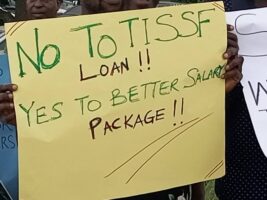 No To TISSF
LOAN !!
YES TO BETTER SALARY
PACKAGE !!